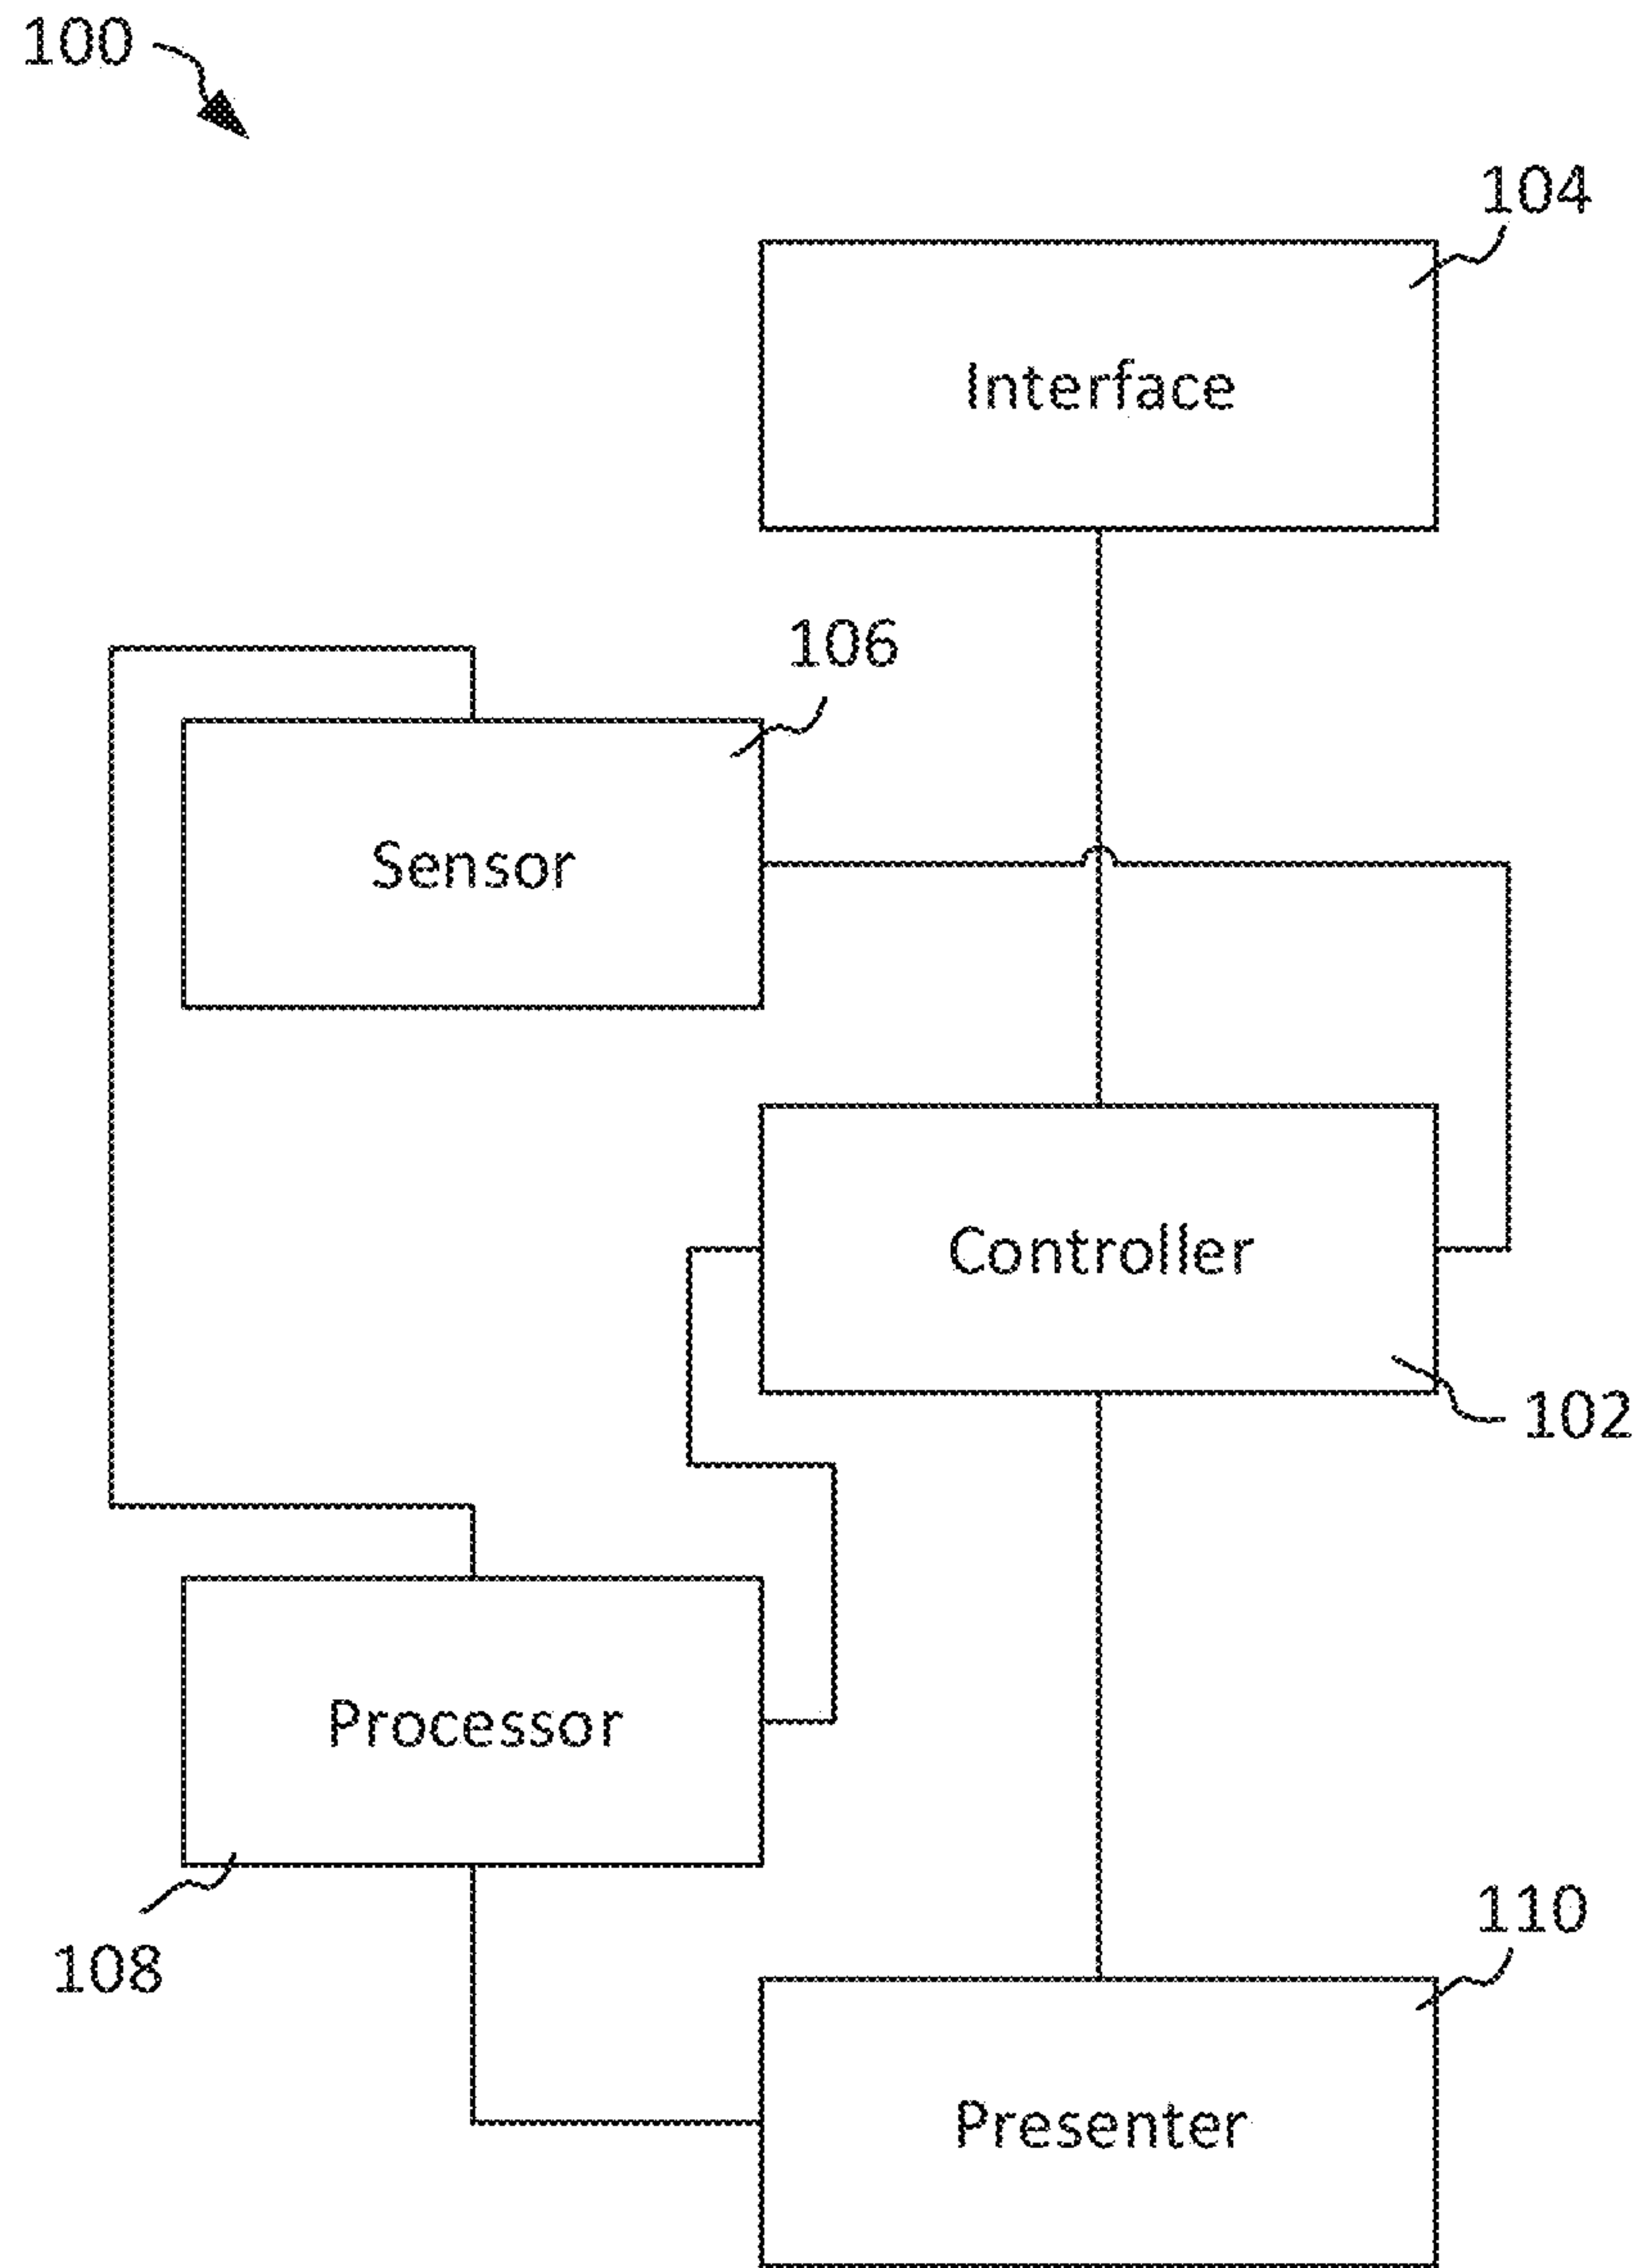 100
104
Interface
106
Sensor
Controller
102
Processor
108
110
Presenter